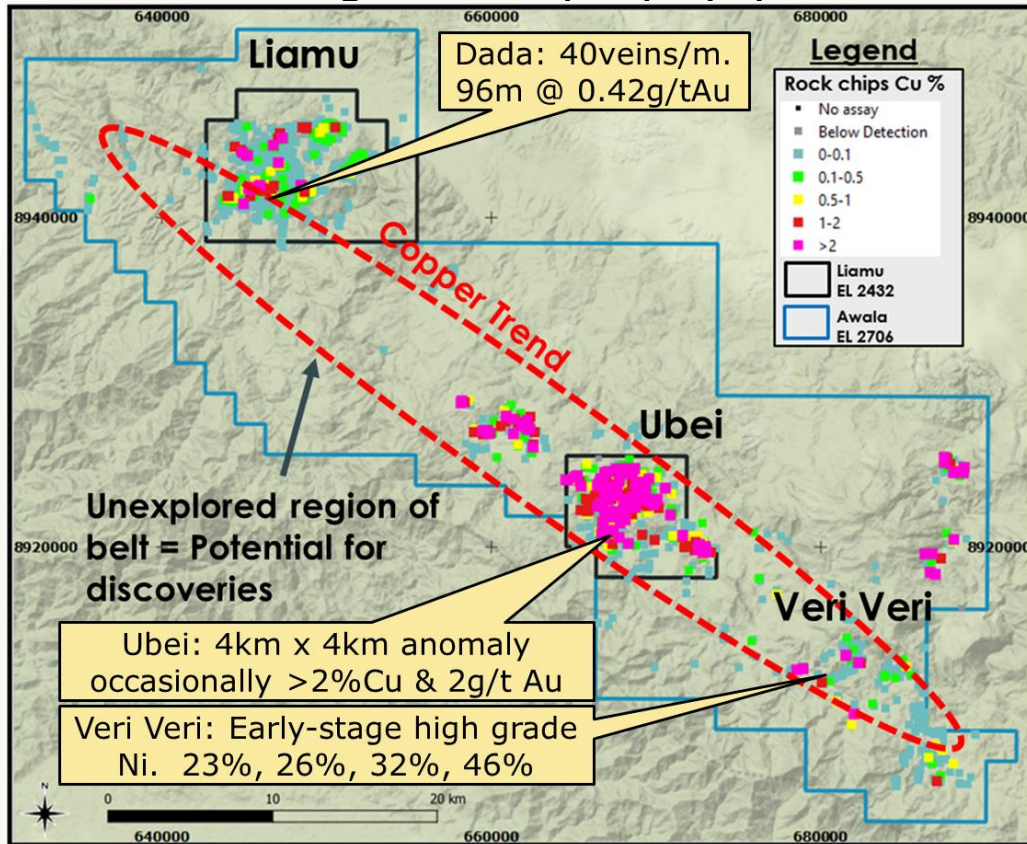 640000
660000
680000
Liamu
Dada: 40veins/m.
96m @ 0.42g/tAu
Legend
Rock chips Cu %
No assay
Below Detection
0-0.1
0.1-0.5
0.5-1
1-2
>2
Liamu
EL 2432
Awala
EL 2706
8940000
8940000
Copper Trend
Ubei
Unexplored region of
belt = Potential for
discoveries
8920000
8920000
Veri Veri
Ubei: 4km x 4km anomaly
occasionally >2%Cu & 2g/t Au
Veri Veri: Early-stage high grade
Ni. 23%, 26%, 32%, 46%
N
0 10 20 km
640000
660000
680000